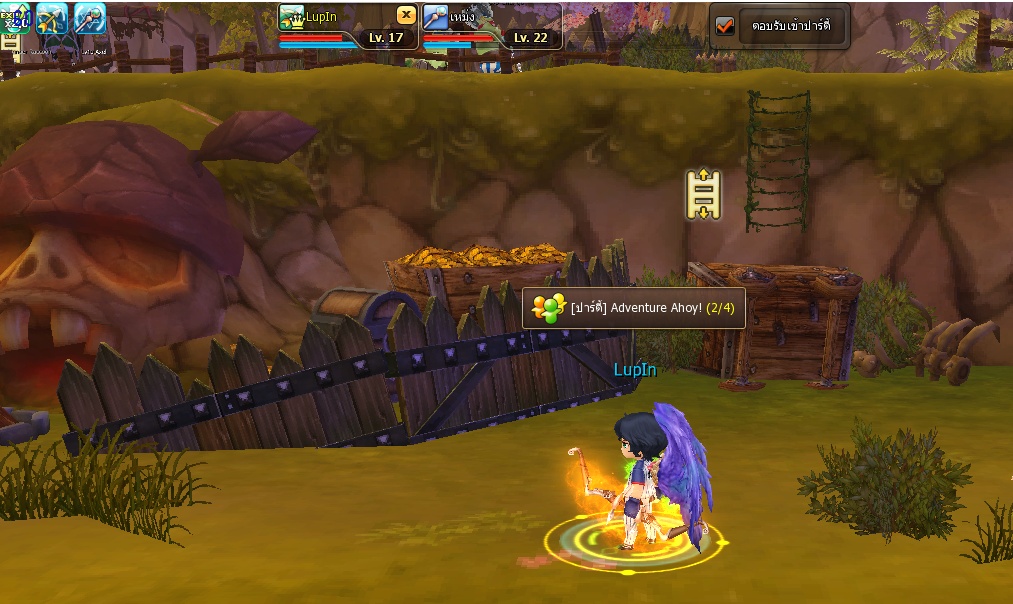 LupIn
Lv. 17
เหมิ่ง
Lv. 22
ตอบรับเข้าปาร์ตี้
[ปาร์ตี้] Adventure Ahoy! (2/4)
LupIn